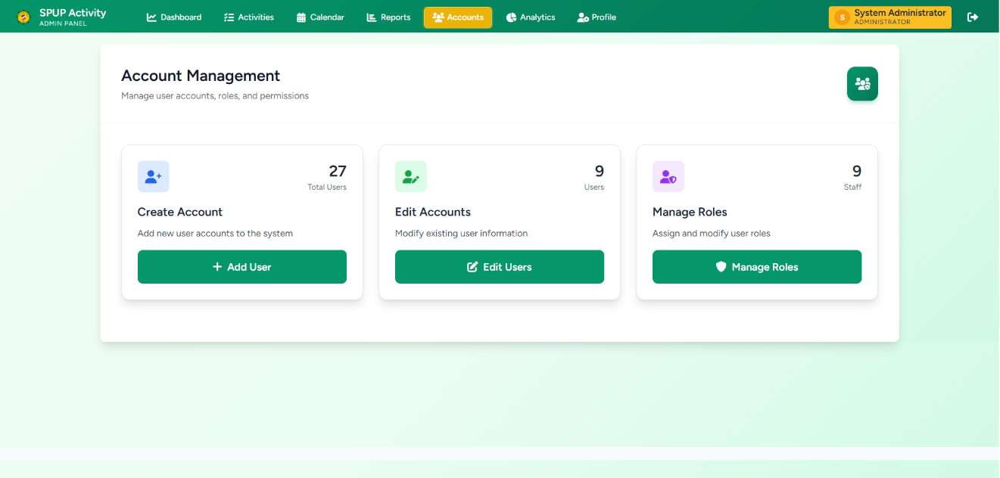 SPUP Activity
ADMIN PANEL
Dashboard
Activities
Calendar
Reports
Accounts
Analytics
Profile
S
System Administrator
ADMINISTRATOR
Account Management
Manage user accounts, roles, and permissions
27
Total Users
Create Account
Add new user accounts to the system
Add User
9
Users
Edit Accounts
Modify existing user information
Edit Users
9
Staff
Manage Roles
Assign and modify user roles
Manage Roles